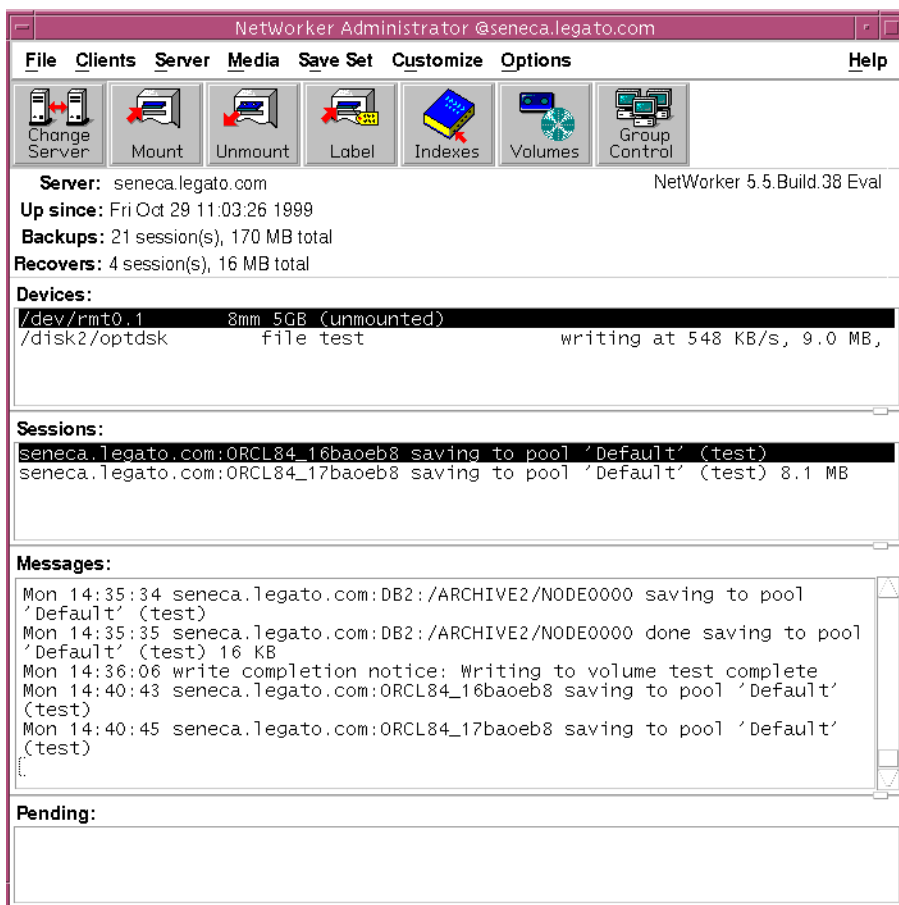 NetWorker Administrator @seneca.legato.com
File Clients Server Media Save Set Customize Options Help
Change Server Mount Unmount Label Indexes Volumes Group Control
Server: seneca.legato.com NetWorker 5.5.Build.38 Eval
Up since: Fri Oct 29 11:03:26 1999
Backups: 21 session(s), 170 MB total
Recovers: 4 session(s), 16 MB total
Devices:
/dev/rmt0.1 8mm 5GB (unmounted)
/disk2/optdsk file test writing at 548 KB/s, 9.0 MB,
Sessions:
seneca.legato.com:ORCL84_16baoeb8 saving to pool 'Default' (test)
seneca.legato.com:ORCL84_17baoeb8 saving to pool 'Default' (test) 8.1 MB
Messages:
Mon 14:35:34 seneca.legato.com:DB2:/ARCHIVE2/NODE0000 saving to pool
'Default' (test)
Mon 14:35:35 seneca.legato.com:DB2:/ARCHIVE2/NODE0000 done saving to pool
'Default' (test) 16 KB
Mon 14:36:06 write completion notice: Writing to volume test complete
Mon 14:40:43 seneca.legato.com:ORCL84_16baoeb8 saving to pool 'Default'
(test)
Mon 14:40:45 seneca.legato.com:ORCL84_17baoeb8 saving to pool 'Default'
(test)
Pending: